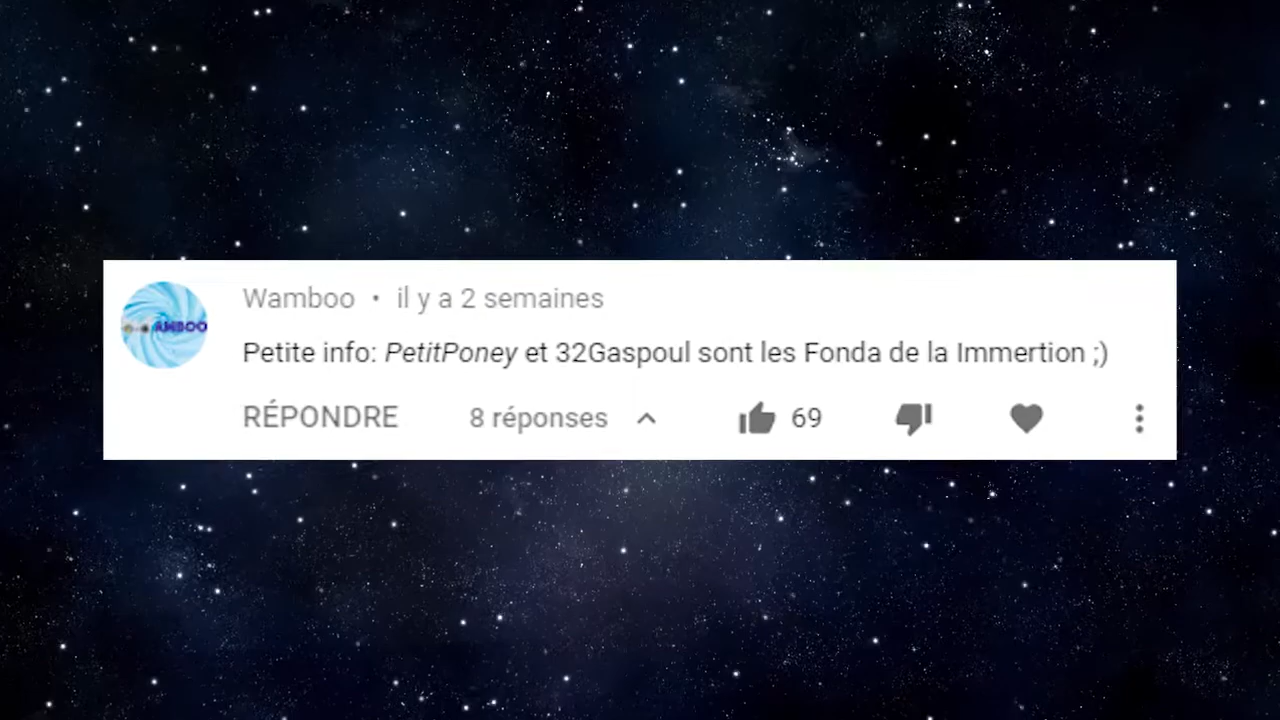 Wamboo • il y a 2 semaines
AMBOO
Petite info: PetitPoney et 32Gaspoul sont les Fonda de la Immertion ;)
RÉPONDRE 8 réponses 69